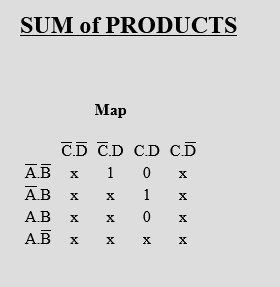 SUM of PRODUCTS
Map
C̅.D̅ C̅.D C.D C.D̅
A̅.B̅ x 1 0 x
A̅.B x x 1 x
A.B x x 0 x
A.B̅ x x x x